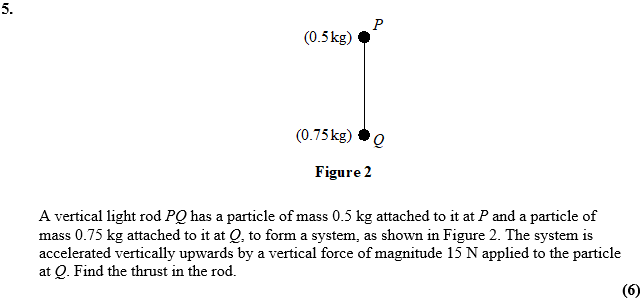 5.
P
(0.5 kg)
(0.75 kg)
Q
Figure 2
A vertical light rod PQ has a particle of mass 0.5 kg attached to it at P and a particle of
mass 0.75 kg attached to it at Q, to form a system, as shown in Figure 2. The system is
accelerated vertically upwards by a vertical force of magnitude 15 N applied to the particle
at Q. Find the thrust in the rod.
(6)